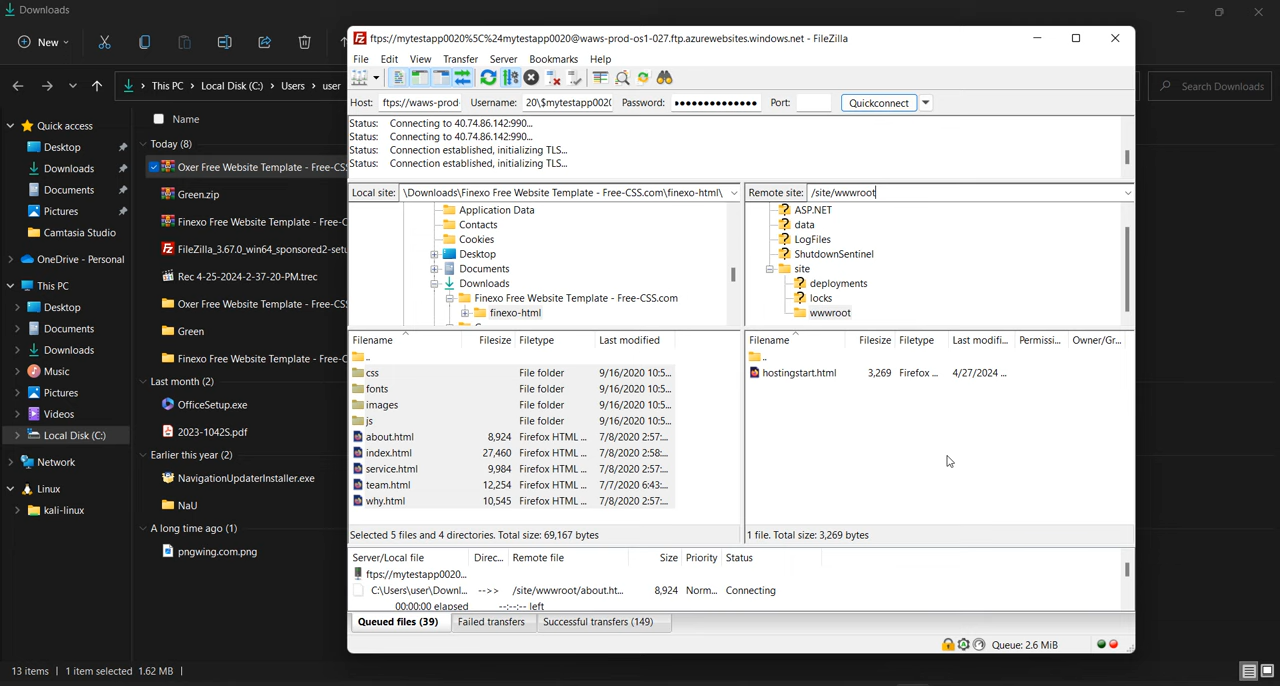 Downloads
New
This PC > Local Disk (C:) > Users > user
Search Downloads
Quick access
Desktop
Downloads
Documents
Pictures
Camtasia Studio
OneDrive - Personal
This PC
Desktop
Documents
Downloads
Music
Pictures
Videos
Local Disk (C:)
Network
Linux
kali-linux
Name
Today (8)
Oxer Free Website Template - Free-CS
Green.zip
Finexo Free Website Template - Free-C
FileZilla_3.67.0_win64_sponsored2-setu
Rec 4-25-2024-2-37-20-PM.trec
Oxer Free Website Template - Free-CS
Green
Finexo Free Website Template - Free-C
Last month (2)
OfficeSetup.exe
2023-1042S.pdf
Earlier this year (2)
NavigationUpdaterInstaller.exe
NaU
A long time ago (1)
pngwing.com.png
13 items | 1 item selected 1.62 MB |
ftps://mytestapp0020%5C%24mytestapp0020@waws-prod-os1-027.ftp.azurewebsites.windows.net - FileZilla
File Edit View Transfer Server Bookmarks Help
Host: ftps://waws-prod- Username: 20\$mytestapp002( Password: ●●●●●●●●●●●●●●● Port: Quickconnect
Status: Connecting to 40.74.86.142:990...
Status: Connecting to 40.74.86.142:990...
Status: Connection established, initializing TLS...
Status: Connection established, initializing TLS...
Local site: \Downloads\Finexo Free Website Template - Free-CSS.com\finexo-html\
Application Data
Contacts
Cookies
Desktop
Documents
Downloads
Finexo Free Website Template - Free-CSS.com
finexo-html
Remote site: /site/wwwroot
ASP.NET
data
LogFiles
ShutdownSentinel
site
deployments
locks
wwwroot
Filename Filesize Filetype Last modified
..
css File folder 9/16/2020 10:5...
fonts File folder 9/16/2020 10:5...
images File folder 9/16/2020 10:5...
js File folder 9/16/2020 10:5...
about.html 8,924 Firefox HTML ... 7/8/2020 2:57:...
index.html 27,460 Firefox HTML ... 7/8/2020 2:58:...
service.html 9,984 Firefox HTML ... 7/8/2020 2:57:...
team.html 12,254 Firefox HTML ... 7/7/2020 6:43:...
why.html 10,545 Firefox HTML ... 7/8/2020 2:57:...
Selected 5 files and 4 directories. Total size: 69,167 bytes
Filename Filesize Filetype Last modifi... Permissi... Owner/Gr...
..
hostingstart.html 3,269 Firefox ... 4/27/2024 ...
1 file. Total size: 3,269 bytes
Server/Local file Direc... Remote file Size Priority Status
ftps://mytestapp0020...
C:\Users\user\Downl... -->> /site/wwwroot/about.ht... 8,924 Norm... Connecting
00:00:00 elapsed --:--:-- left
Queued files (39) Failed transfers Successful transfers (149)
Queue: 2.6 MiB